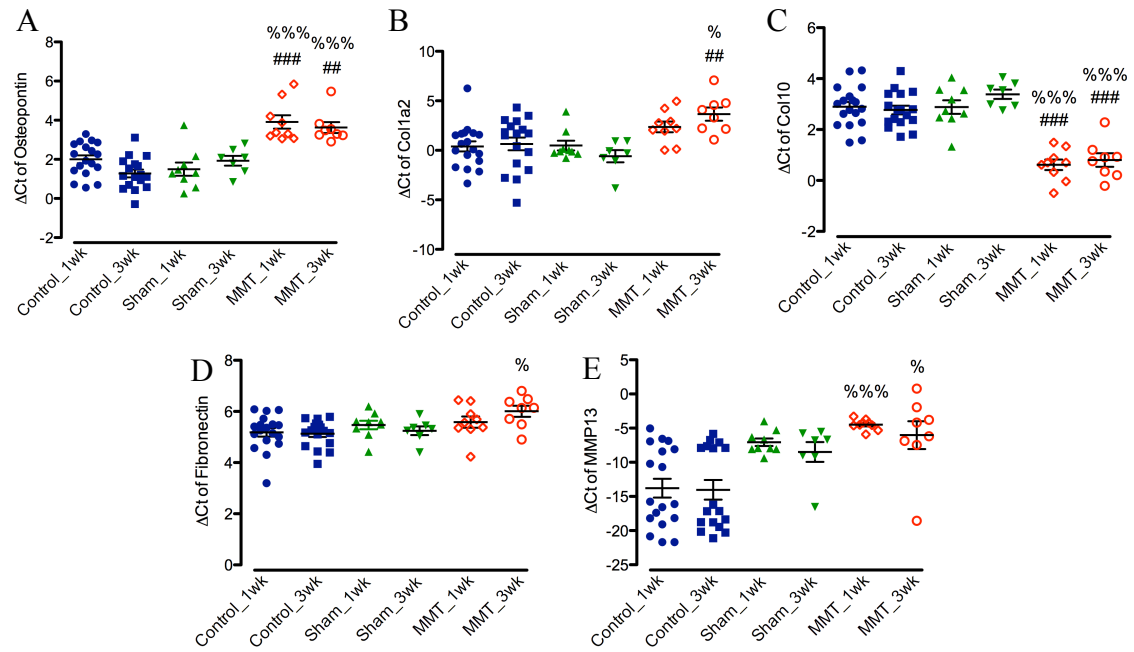 A
ΔCt of Osteopontin
8
6
4
2
0
-2
%%%
###
%%%
##
Control_1wk
Control_3wk
Sham_1wk
Sham_3wk
MMT_1wk
MMT_3wk
B
ΔCt of Col1a2
10
5
0
-5
-10
%
##
Control_1wk
Control_3wk
Sham_1wk
Sham_3wk
MMT_1wk
MMT_3wk
C
ΔCt of Col10
6
4
2
0
-2
%%%
###
%%%
###
Control_1wk
Control_3wk
Sham_1wk
Sham_3wk
MMT_1wk
MMT_3wk
D
ΔCt of Fibronectin
8
6
4
2
0
%
Control_1wk
Control_3wk
Sham_1wk
Sham_3wk
MMT_1wk
MMT_3wk
E
ΔCt of MMP13
5
0
-5
-10
-15
-20
-25
%%%
%
Control_1wk
Control_3wk
Sham_1wk
Sham_3wk
MMT_1wk
MMT_3wk